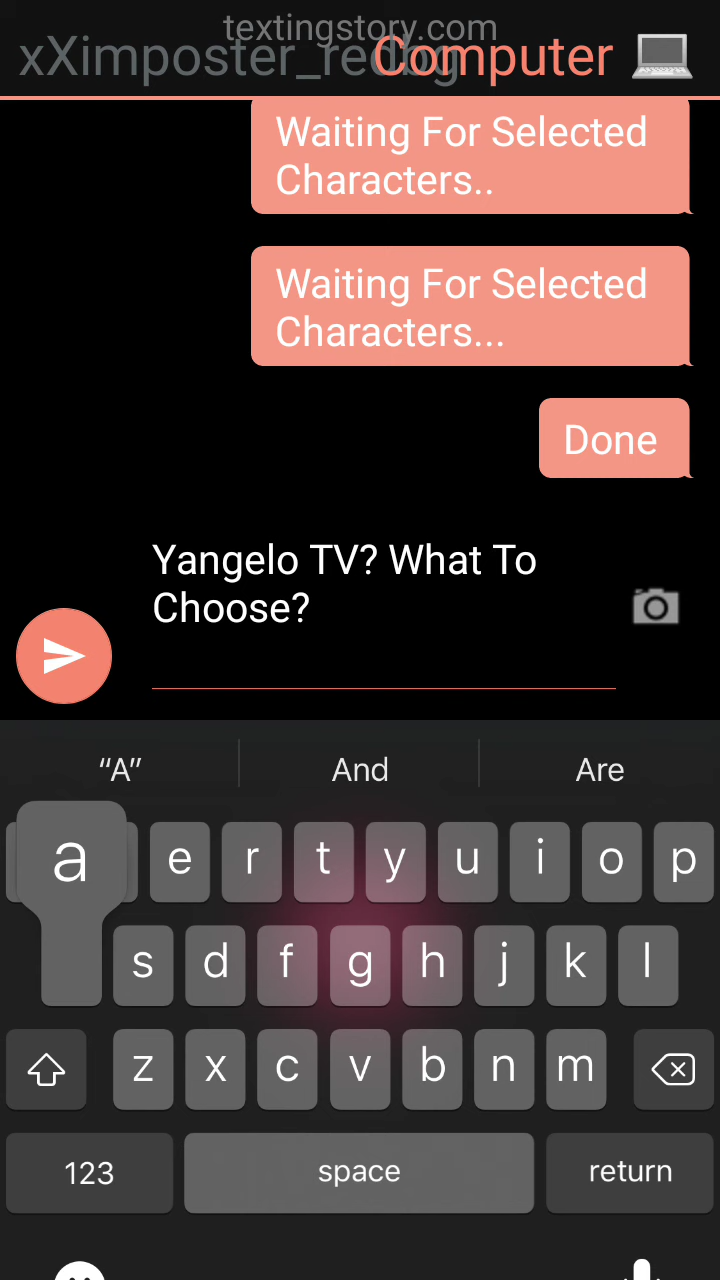 textingstory.com
xXimposter_redbg
Computer
Waiting For Selected
Characters..
Waiting For Selected
Characters...
Done
Yangelo TV? What To
Choose?
“A” And Are
a e r t y u i o p
s d f g h j k l
z x c v b n m
123 space return